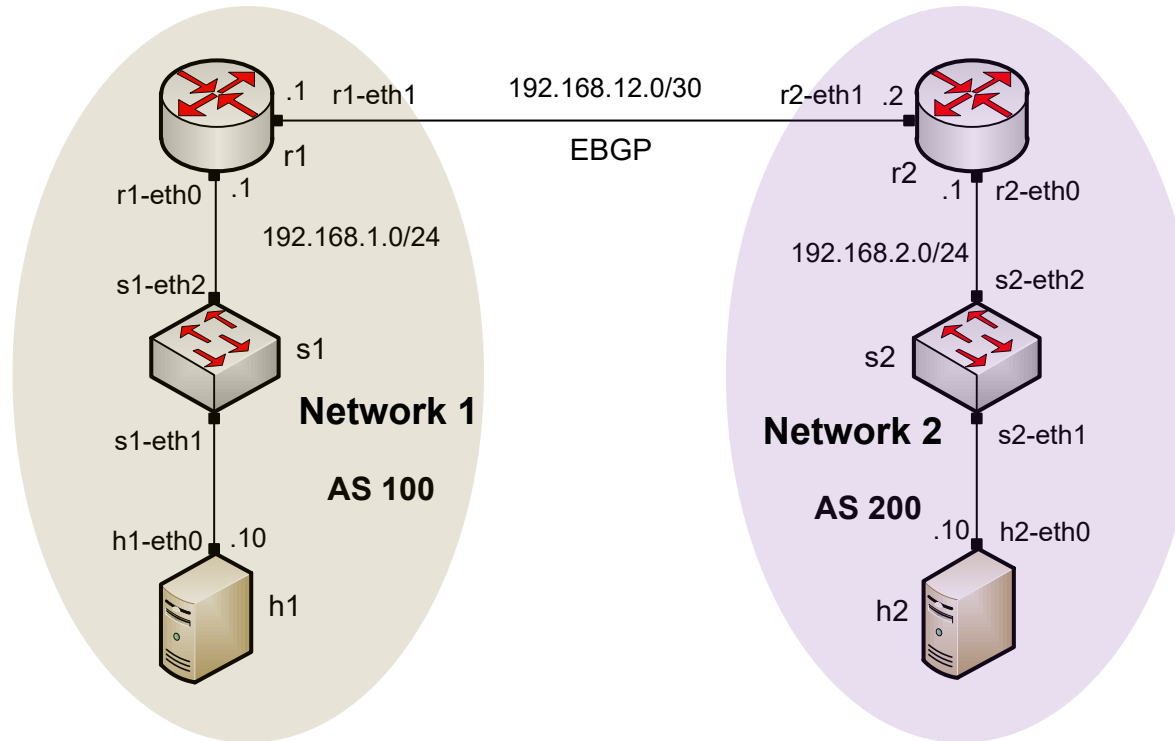 192.168.12.0/30
.1
r1-eth1
r2-eth1
.2
EBGP
r1
r2
r1-eth0
.1
.1
r2-eth0
192.168.1.0/24
192.168.2.0/24
s1-eth2
s2-eth2
s1
s2
Network 1
Network 2
s1-eth1
s2-eth1
AS 100
AS 200
h1-eth0
.10
.10
h2-eth0
h1
h2